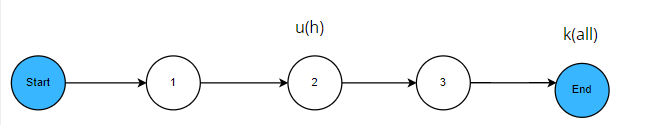 u(h)
k(all)
Start
1
2
3
End